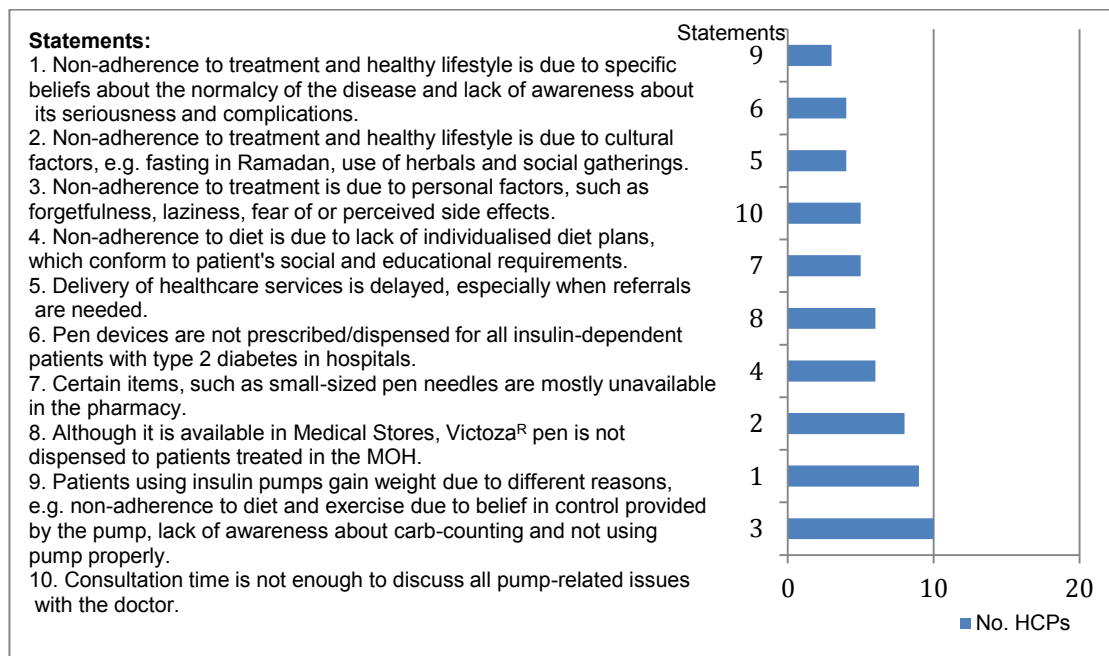 Statements:
1. Non-adherence to treatment and healthy lifestyle is due to specific
beliefs about the normalcy of the disease and lack of awareness about
its seriousness and complications.
2. Non-adherence to treatment and healthy lifestyle is due to cultural
factors, e.g. fasting in Ramadan, use of herbals and social gatherings.
3. Non-adherence to treatment is due to personal factors, such as
forgetfulness, laziness, fear of or perceived side effects.
4. Non-adherence to diet is due to lack of individualised diet plans,
which conform to patient's social and educational requirements.
5. Delivery of healthcare services is delayed, especially when referrals
are needed.
6. Pen devices are not prescribed/dispensed for all insulin-dependent
patients with type 2 diabetes in hospitals.
7. Certain items, such as small-sized pen needles are mostly unavailable
in the pharmacy.
8. Although it is available in Medical Stores, Victozaᴿ pen is not
dispensed to patients treated in the MOH.
9. Patients using insulin pumps gain weight due to different reasons,
e.g. non-adherence to diet and exercise due to belief in control provided
by the pump, lack of awareness about carb-counting and not using
pump properly.
10. Consultation time is not enough to discuss all pump-related issues
with the doctor.
Statements
9
6
5
10
7
8
4
2
1
3
0 10 20
No. HCPs